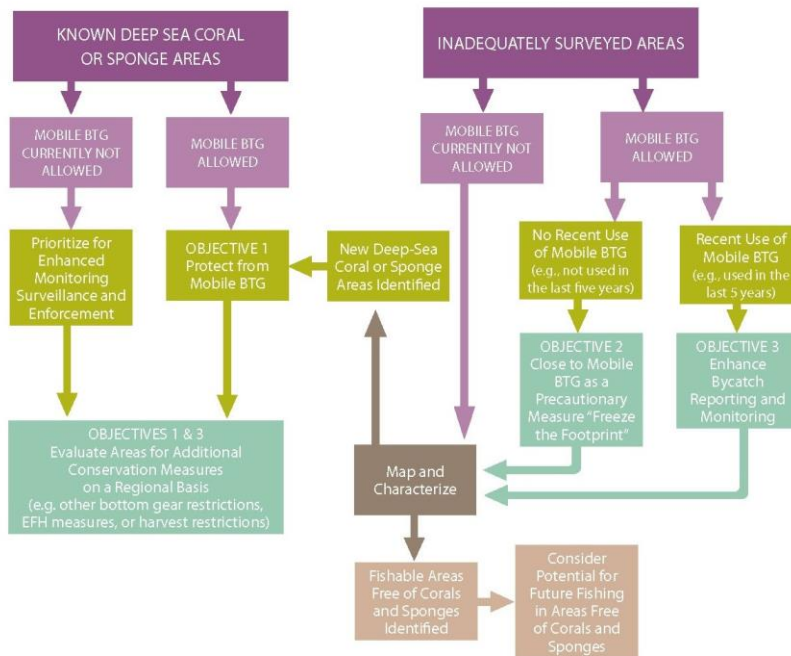 KNOWN DEEP SEA CORAL
OR SPONGE AREAS
INADEQUATELY SURVEYED AREAS
MOBILE BTG
CURRENTLY NOT
ALLOWED
MOBILE BTG
ALLOWED
MOBILE BTG
CURRENTLY NOT
ALLOWED
MOBILE BTG
ALLOWED
Prioritize for
Enhanced
Monitoring
Surveillance and
Enforcement
OBJECTIVE 1
Protect from
Mobile BTG
New Deep-Sea
Coral or Sponge
Areas Identified
No Recent Use
of Mobile BTG
(e.g., not used in
the last five years)
Recent Use of
Mobile BTG
(e.g., used in the
last 5 years)
OBJECTIVE 2
Close to Mobile
BTG as a
Precautionary
Measure “Freeze
the Footprint”
OBJECTIVE 3
Enhance
Bycatch
Reporting and
Monitoring
OBJECTIVES 1 & 3
Evaluate Areas for Additional
Conservation Measures
on a Regional Basis
(e.g. other bottom gear restrictions,
EFH measures, or harvest restrictions)
Map and
Characterize
Fishable Areas
Free of Corals
and Sponges
Identified
Consider
Potential for
Future Fishing
in Areas Free
of Corals and
Sponges